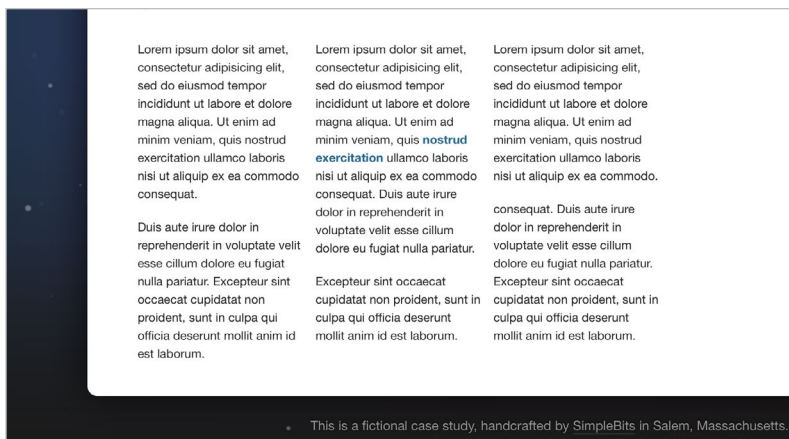 Lorem ipsum dolor sit amet,
consectetur adipisicing elit,
sed do eiusmod tempor
incididunt ut labore et dolore
magna aliqua. Ut enim ad
minim veniam, quis nostrud
exercitation ullamco laboris
nisi ut aliquip ex ea commodo
consequat.
Duis aute irure dolor in
reprehenderit in voluptate velit
esse cillum dolore eu fugiat
nulla pariatur. Excepteur sint
occaecat cupidatat non
proident, sunt in culpa qui
officia deserunt mollit anim id
est laborum.
Lorem ipsum dolor sit amet,
consectetur adipisicing elit,
sed do eiusmod tempor
incididunt ut labore et dolore
magna aliqua. Ut enim ad
minim veniam, quis nostrud
exercitation ullamco laboris
nisi ut aliquip ex ea commodo
consequat. Duis aute irure
dolor in reprehenderit in
voluptate velit esse cillum
dolore eu fugiat nulla pariatur.
Excepteur sint occaecat
cupidatat non proident, sunt in
culpa qui officia deserunt
mollit anim id est laborum.
Lorem ipsum dolor sit amet,
consectetur adipisicing elit,
sed do eiusmod tempor
incididunt ut labore et dolore
magna aliqua. Ut enim ad
minim veniam, quis nostrud
exercitation ullamco laboris
nisi ut aliquip ex ea commodo.
consequat. Duis aute irure
dolor in reprehenderit in
voluptate velit esse cillum
dolore eu fugiat nulla pariatur.
Excepteur sint occaecat
cupidatat non proident, sunt in
culpa qui officia deserunt
mollit anim id est laborum.
This is a fictional case study, handcrafted by SimpleBits in Salem, Massachusetts.